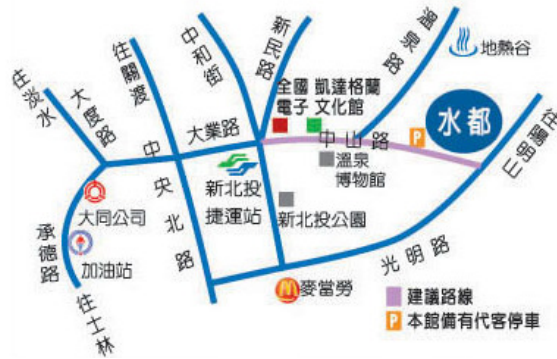 往淡水
大度路
往關渡
中和街
新民路
溫泉路
地熱谷
全國電子
凱達格蘭文化館
水都
P
往陽明山
大業路
中山路
中央北路
新北投
捷運站
溫泉
博物館
新北投公園
大同公司
加油站
承德路
往士林
光明路
麥當勞
建議路線
P 本館備有代客停車